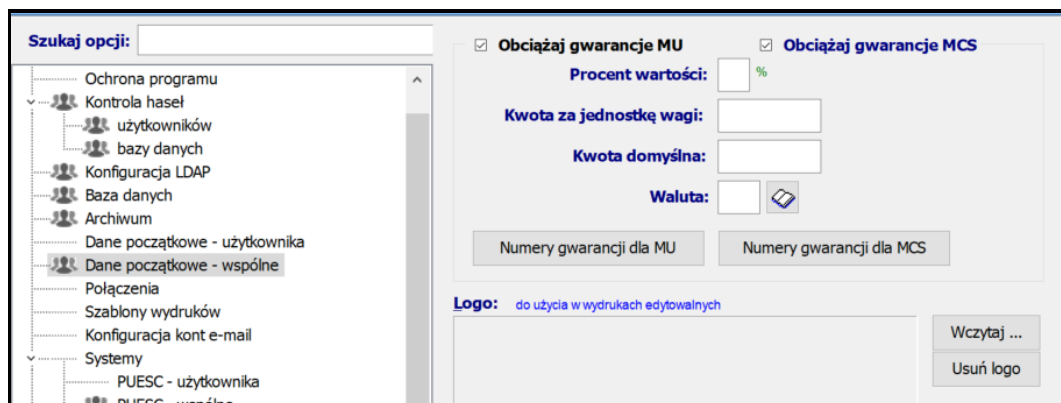 Szukaj opcji:
Ochrona programu
Kontrola haseł
użytkowników
bazy danych
Konfiguracja LDAP
Baza danych
Archiwum
Dane początkowe - użytkownika
Dane początkowe - wspólne
Połączenia
Szablony wydruków
Konfiguracja kont e-mail
Systemy
PUESC - użytkownika
PUESC - wspólne
Obciążaj gwarancje MU
Obciążaj gwarancje MCS
Procent wartości: %
Kwota za jednostkę wagi:
Kwota domyślna:
Waluta:
Numery gwarancji dla MU
Numery gwarancji dla MCS
Logo: do użycia w wydrukach edytowalnych
Wczytaj ...
Usuń logo